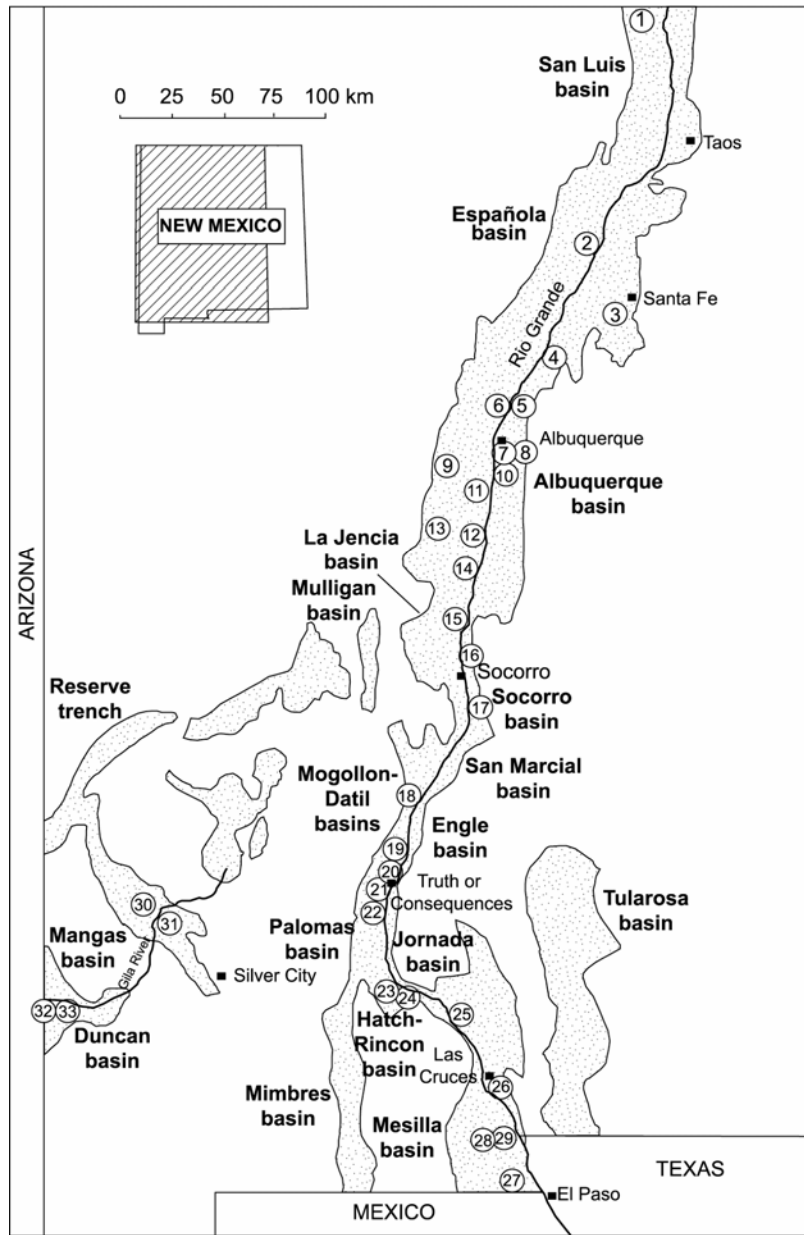 1
San Luis
basin
0 25 50 75 100 km
Taos
NEW MEXICO
Española
basin
2
Santa Fe
3
Rio Grande
4
6 5
Albuquerque
7 8
9
10
Albuquerque
basin
11
13 12
La Jencia
basin
Mulligan
basin
14
15
ARIZONA
16
Socorro
Reserve
trench
17
Socorro
basin
San Marcial
basin
Mogollon-
Datil
basins
18
Engle
basin
19
20
21
Truth or
Consequences
22
Tularosa
basin
30
31
Palomas
basin
Jornada
basin
Mangas
basin
Gila River
Silver City
23 24
32 33
Duncan
basin
25
Hatch-
Rincon
basin
Las
Cruces
26
Mimbres
basin
Mesilla
basin
28 29
27
TEXAS
El Paso
MEXICO